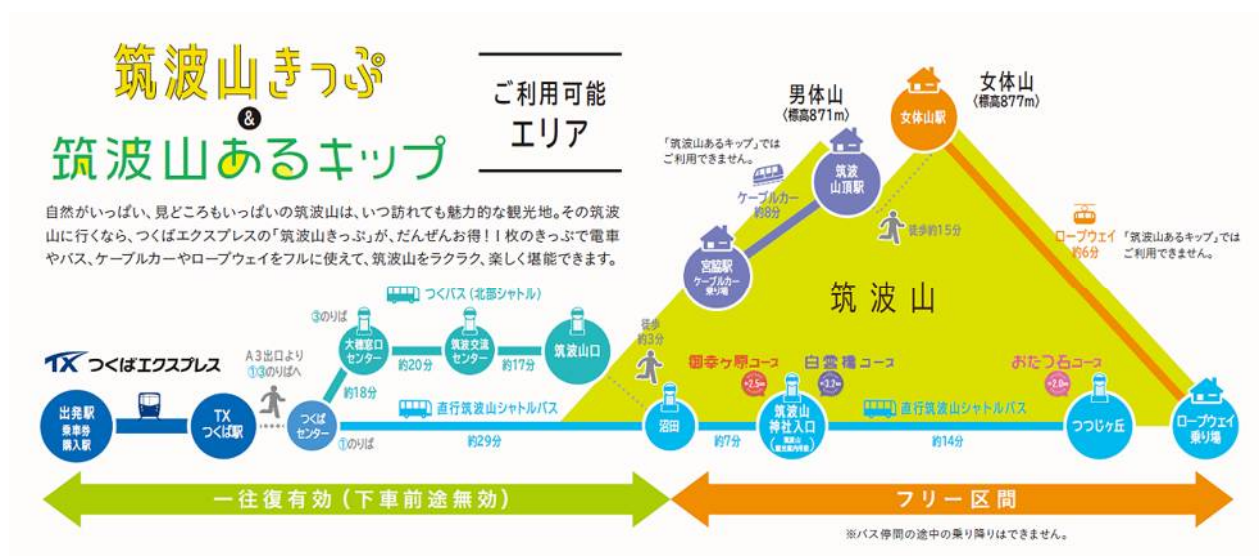 筑波山きっぷ
&
筑波山あるキップ
ご利用可能
エリア
自然がいっぱい、見どころもいっぱいの筑波山は、いつ訪れても魅力的な観光地。その筑波
山に行くなら、つくばエクスプレスの「筑波山きっぷ」が、だんぜんお得！1枚のきっぷで電車
やバス、ケーブルカーやロープウェイをフルに使えて、筑波山をラクラク、楽しく堪能できます。
男体山
〈標高871m〉
女体山
〈標高877m〉
女体山駅
「筑波山あるキップ」では
ご利用できません。
ケーブルカー
約8分
筑波
山頂駅
徒歩約15分
宮脇駅
ケーブルカー
乗り場
ロープウェイ
約6分
「筑波山あるキップ」では
ご利用できません。
筑波山
つくバス(北部シャトル)
③のりば
大穂窓口
センター
約20分
筑波交流
センター
約17分
筑波山口
徒歩
約3分
TX つくばエクスプレス
A3出口より
①③のりばへ
約18分
出発駅
乗車券
購入駅
TX
つくば駅
つくば
センター
①のりば
直行筑波山シャトルバス
約29分
沼田
約7分
御幸ヶ原コース
約2.5km
白雲橋コース
筑波山
神社入口
直行筑波山シャトルバス
約14分
おたつ石コース
つつじヶ丘
ロープウェイ
乗り場
一往復有効(下車前途無効)
フリー区間
※バス停間の途中の乗り降りはできません。